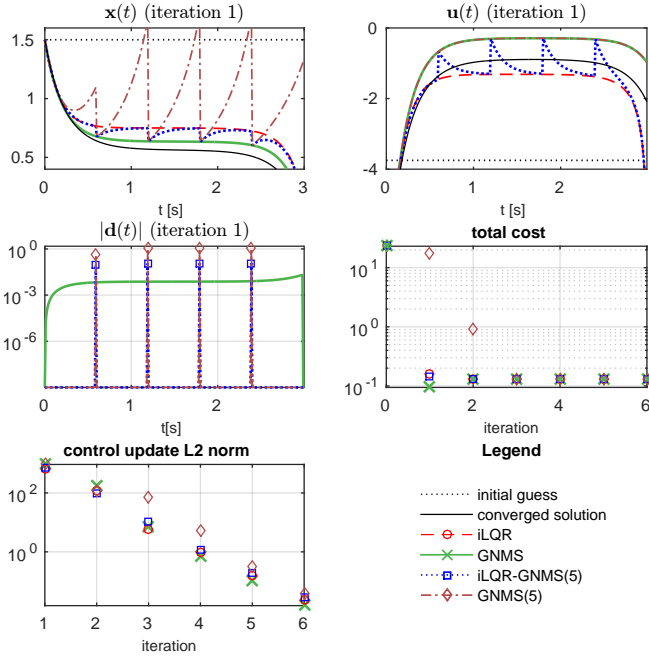 x(t) (iteration 1)
1.5
1
0.5
0 1 2 3
t [s]
u(t) (iteration 1)
0
-2
-4
0 1 2 3
t [s]
|d(t)| (iteration 1)
10^0
10^-3
10^-6
0 1 2 3
t[s]
total cost
10^1
10^0
10^-1
0 2 4 6
iteration
control update L2 norm
10^2
10^0
1 2 3 4 5 6
iteration
Legend
initial guess
converged solution
iLQR
GNMS
iLQR-GNMS(5)
GNMS(5)